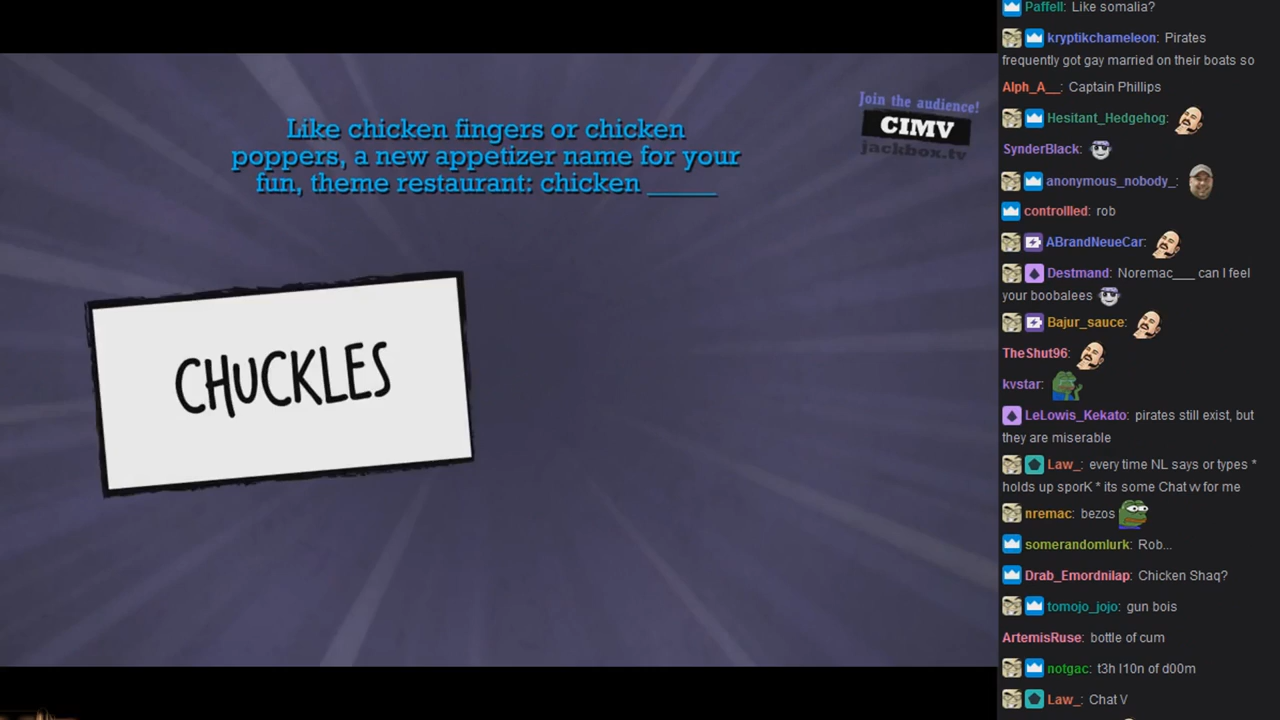 Like chicken fingers or chicken
poppers, a new appetizer name for your
fun, theme restaurant: chicken _____
Join the audience!
CIMV
jackbox.tv
CHUCKLES
Paffell: Like somalia?
kryptikchameleon: Pirates
frequently got gay married on their boats so
Alph_A__: Captain Phillips
Hesitant_Hedgehog:
SynderBlack:
anonymous_nobody_:
controllled: rob
ABrandNeueCar:
Destmand: Noremac___ can I feel
your boobalees
Bajur_sauce:
TheShut96:
kvstar:
LeLowis_Kekato: pirates still exist, but
they are miserable
Law_: every time NL says or types *
holds up sporK * its some Chat w for me
nremac: bezos
somerandomlurk: Rob...
Drab_Emordnilap: Chicken Shaq?
tomojo_jojo: gun bois
ArtemisRuse: bottle of cum
notgac: t3h l10n of d00m
Law_: Chat V